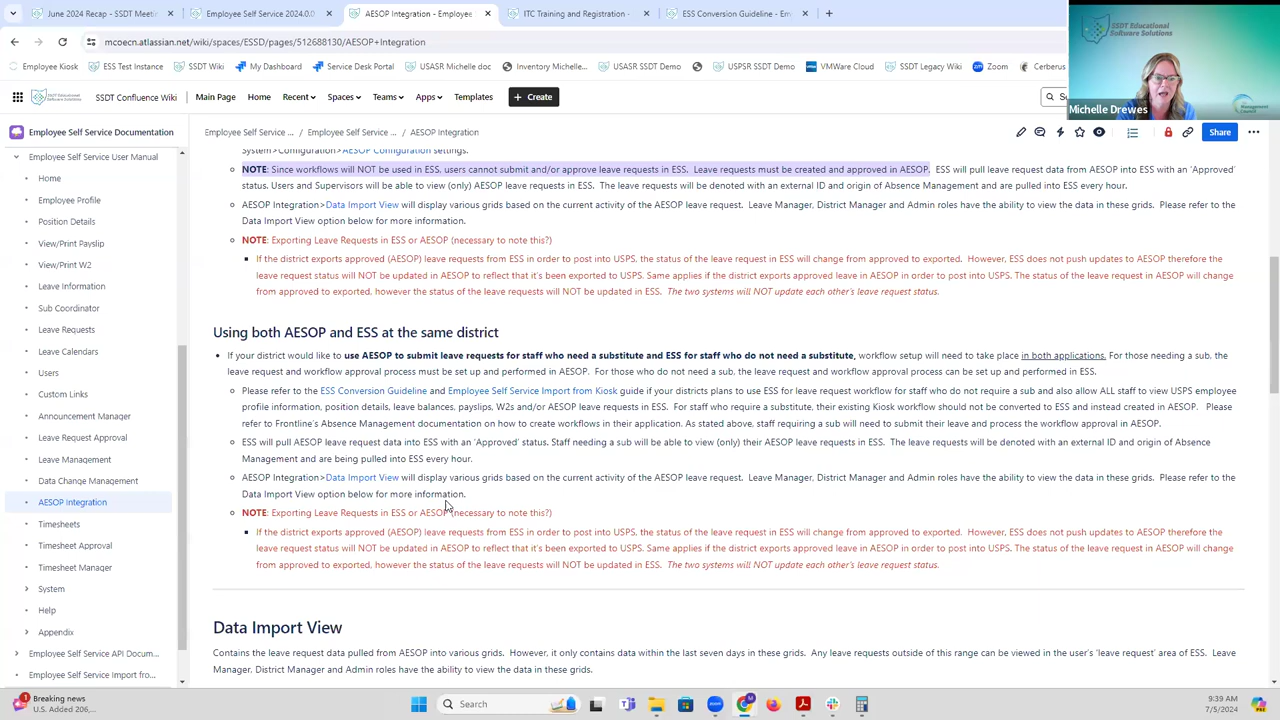 June 2024 Recap - SSDT Meeti
Employee Self Service 2024.0.0
AESOP Integration - Employee
ITC Training and Registration -
ESS Conversion Guideline - Em
mcoecn.atlassian.net/wiki/spaces/ESSD/pages/512688130/AESOP+Integration
Employee Kiosk
ESS Test Instance
SSDT Wiki
My Dashboard
Service Desk Portal
USASR Michelle doc
Inventory Michelle...
USASR SSDT Demo
USPSR SSDT Demo
VMWare Cloud
SSDT Legacy Wiki
Zoom
Cerberus
SSDT Educational
Software Solutions
Management
Council
Michelle Drewes
SSDT Confluence Wiki
Main Page
Home
Recent
Spaces
Teams
Apps
Templates
+ Create
Employee Self Service Documentation
Employee Self Service ... / Employee Self Service ... / AESOP Integration
Share
Employee Self Service User Manual
Home
Employee Profile
Position Details
View/Print Payslip
View/Print W2
Leave Information
Sub Coordinator
Leave Requests
Leave Calendars
Users
Custom Links
Announcement Manager
Leave Request Approval
Leave Management
Data Change Management
AESOP Integration
Timesheets
Timesheet Approval
Timesheet Manager
System
Help
Appendix
Employee Self Service API Docum...
Employee Self Service Import fro...
System>Configuration>AESOP Configuration settings.
NOTE: Since workflows will NOT be used in ESS, users cannot submit and/or approve leave requests in ESS. Leave requests must be created and approved in AESOP. ESS will pull leave request data from AESOP into ESS with an 'Approved'
status. Users and Supervisors will be able to view (only) AESOP leave requests in ESS. The leave requests will be denoted with an external ID and origin of Absence Management and are pulled into ESS every hour.
AESOP Integration>Data Import View will display various grids based on the current activity of the AESOP leave request. Leave Manager, District Manager and Admin roles have the ability to view the data in these grids. Please refer to the
Data Import View option below for more information.
NOTE: Exporting Leave Requests in ESS or AESOP (necessary to note this?)
If the district exports approved (AESOP) leave requests from ESS in order to post into USPS, the status of the leave request in ESS will change from approved to exported. However, ESS does not push updates to AESOP therefore the
leave request status will NOT be updated in AESOP to reflect that it's been exported to USPS. Same applies if the district exports approved leave in AESOP in order to post into USPS. The status of the leave request in AESOP will change
from approved to exported, however the status of the leave requests will NOT be updated in ESS. The two systems will NOT update each other's leave request status.
Using both AESOP and ESS at the same district
If your district would like to use AESOP to submit leave requests for staff who need a substitute and ESS for staff who do not need a substitute, workflow setup will need to take place in both applications. For those needing a sub, the
leave request and workflow approval process must be set up and performed in AESOP. For those who do not need a sub, the leave request and workflow approval process can be set up and performed in ESS.
Please refer to the ESS Conversion Guideline and Employee Self Service Import from Kiosk guide if your districts plans to use ESS for leave request workflow for staff who do not require a sub and also allow ALL staff to view USPS employee
profile information, position details, leave balances, payslips, W2s and/or AESOP leave requests in ESS. For staff who require a substitute, their existing Kiosk workflow should not be converted to ESS and instead created in AESOP. Please
refer to Frontline's Absence Management documentation on how to create workflows in their application. As stated above, staff requiring a sub will need to submit their leave and process the workflow approval in AESOP.
ESS will pull AESOP leave request data into ESS with an 'Approved' status. Staff needing a sub will be able to view (only) their AESOP leave requests in ESS. The leave requests will be denoted with an external ID and origin of Absence
Management and are being pulled into ESS every hour.
AESOP Integration>Data Import View will display various grids based on the current activity of the AESOP leave request. Leave Manager, District Manager and Admin roles have the ability to view the data in these grids. Please refer to the
Data Import View option below for more information.
NOTE: Exporting Leave Requests in ESS or AESOP (necessary to note this?)
If the district exports approved (AESOP) leave requests from ESS in order to post into USPS, the status of the leave request in ESS will change from approved to exported. However, ESS does not push updates to AESOP therefore the
leave request status will NOT be updated in AESOP to reflect that it's been exported to USPS. Same applies if the district exports approved leave in AESOP in order to post into USPS. The status of the leave request in AESOP will change
from approved to exported, however the status of the leave requests will NOT be updated in ESS. The two systems will NOT update each other's leave request status.
Data Import View
Contains the leave request data pulled from AESOP into various grids. However, it only contains data within the last seven days in these grids. Any leave requests outside of this range can be viewed in the user's 'leave request' area of ESS. Leave
Manager, District Manager and Admin roles have the ability to view the data in these grids.
Breaking news
U.S. Added 206,...
Search
9:39 AM
7/5/2024